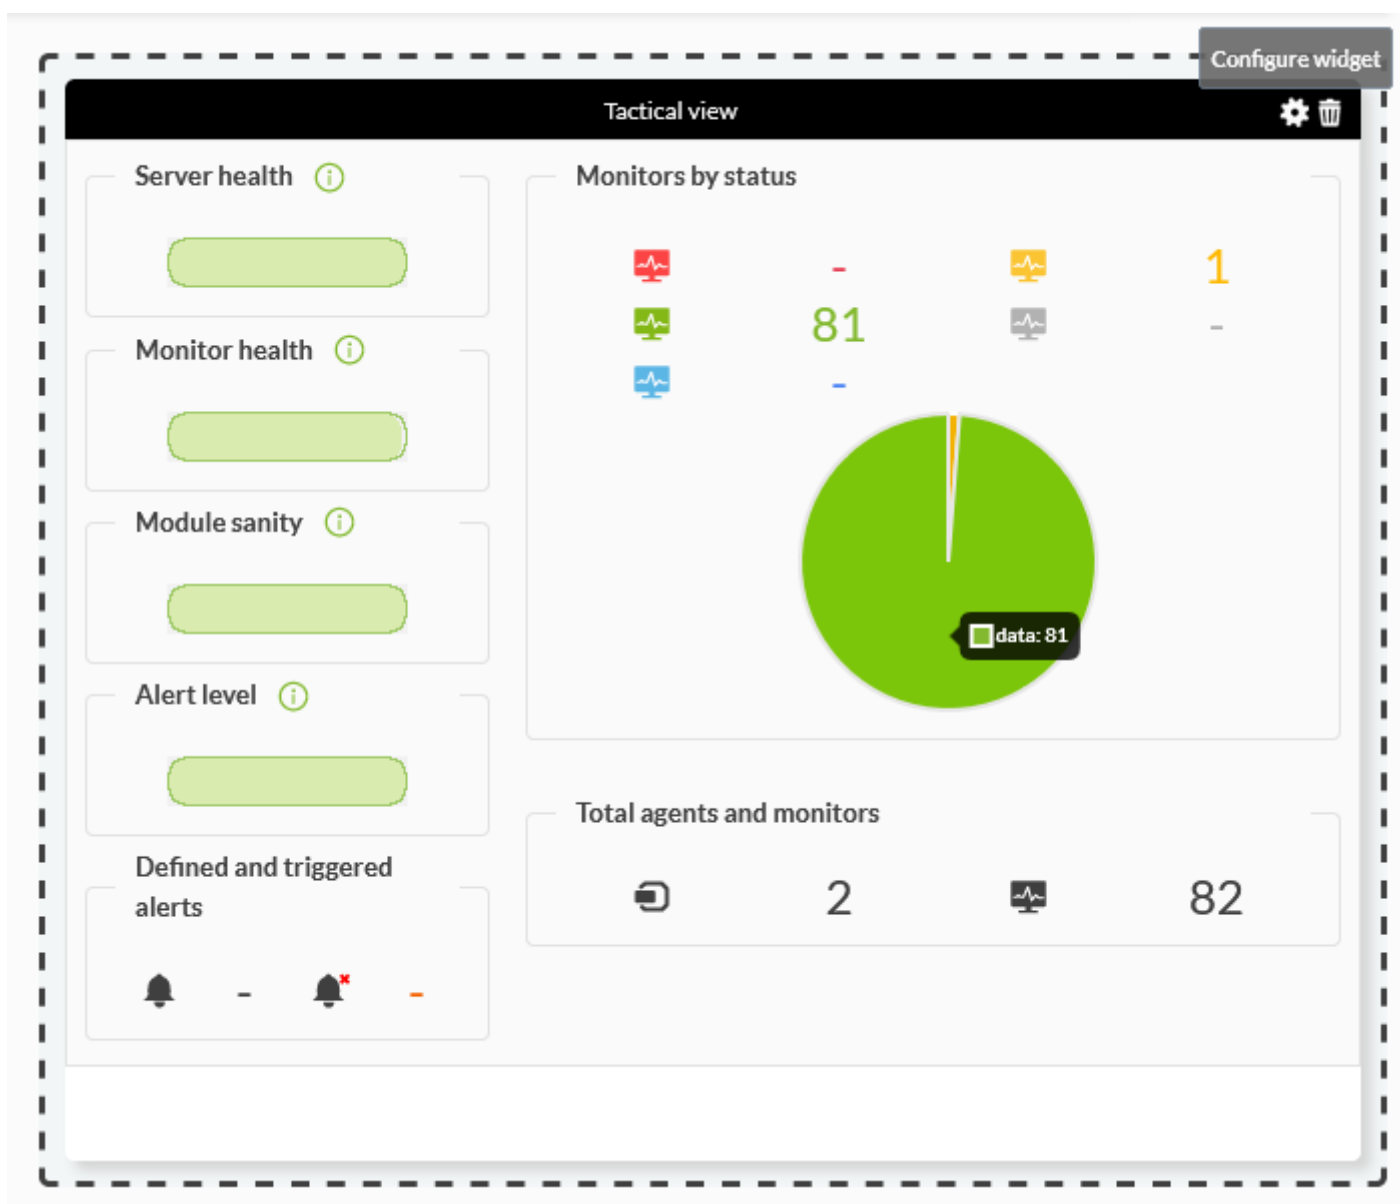 Configure widget
Tactical view
Server health
Monitor health
Module sanity
Alert level
Defined and triggered
alerts
- -
Monitors by status
- 1
81 -
-
data: 81
Total agents and monitors
2 82